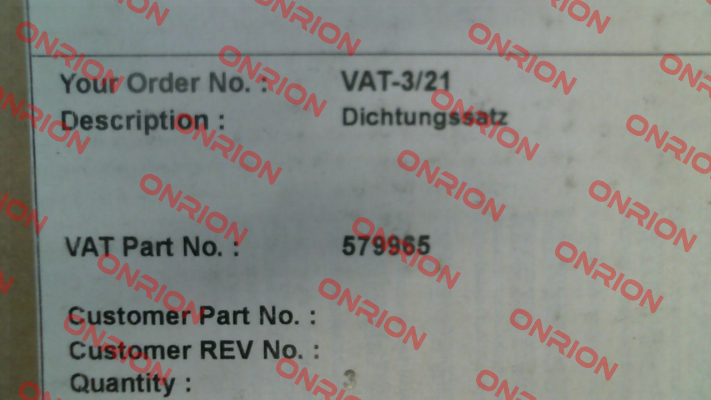 Your Order No. : VAT-3/21
Description : Dichtungssatz
VAT Part No. : 579965
Customer Part No. :
Customer REV No. :
Quantity : 3
ONRION